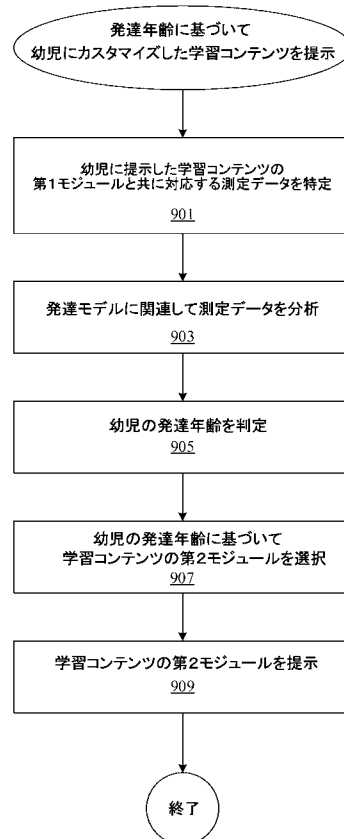 発達年齢に基づいて
幼児にカスタマイズした学習コンテンツを提示
幼児に提示した学習コンテンツの
第1モジュールと共に対応する測定データを特定
901
発達モデルに関連して測定データを分析
903
幼児の発達年齢を判定
905
幼児の発達年齢に基づいて
学習コンテンツの第2モジュールを選択
907
学習コンテンツの第2モジュールを提示
909
終了